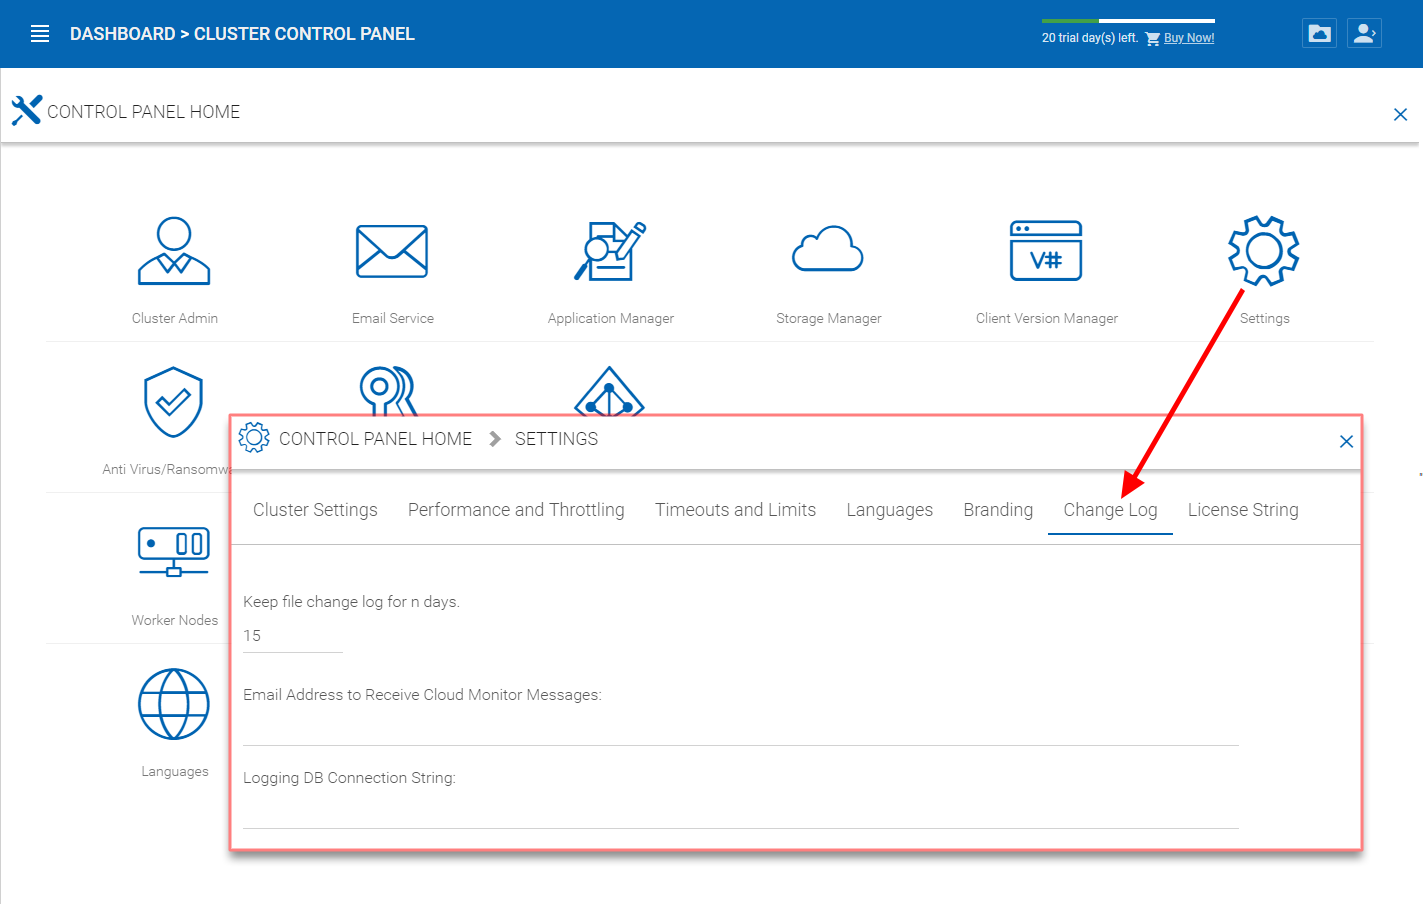 DASHBOARD > CLUSTER CONTROL PANEL
20 trial day(s) left. Buy Now!
CONTROL PANEL HOME
V#
Cluster Admin
Email Service
Application Manager
Storage Manager
Client Version Manager
Settings
Anti Virus/Ransomwa
CONTROL PANEL HOME SETTINGS
Cluster Settings
Performance and Throttling
Timeouts and Limits
Languages
Branding
Change Log
License String
Keep file change log for n days.
15
Email Address to Receive Cloud Monitor Messages:
Logging DB Connection String:
Worker Nodes
Languages